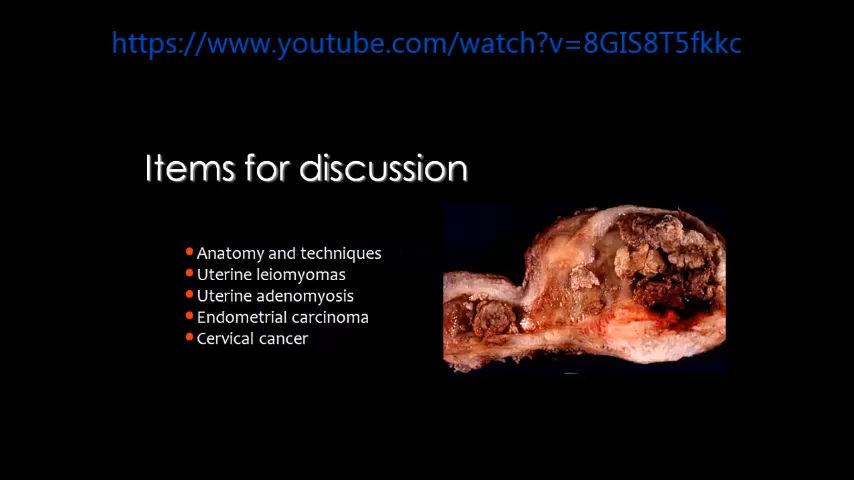 https://www.youtube.com/watch?v=8GIS8T5fkkc
Items for discussion
Anatomy and techniques
Uterine leiomyomas
Uterine adenomyosis
Endometrial carcinoma
Cervical cancer